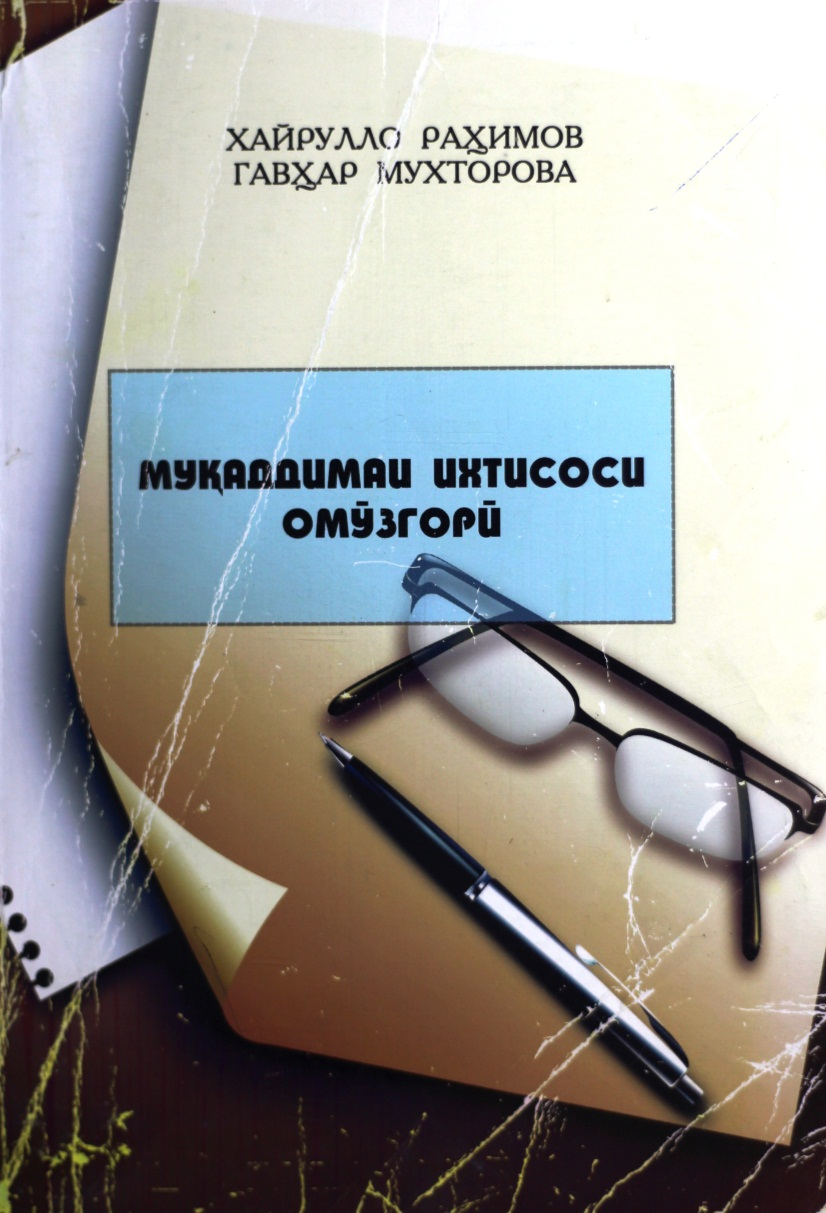 ХАЙРУЛЛО РАҲИМОВ
ГАВҲАР МУХТОРОВА
МУҚАДДИМАИ ИХТИСОСИ
ОМӮЗГОРӢ